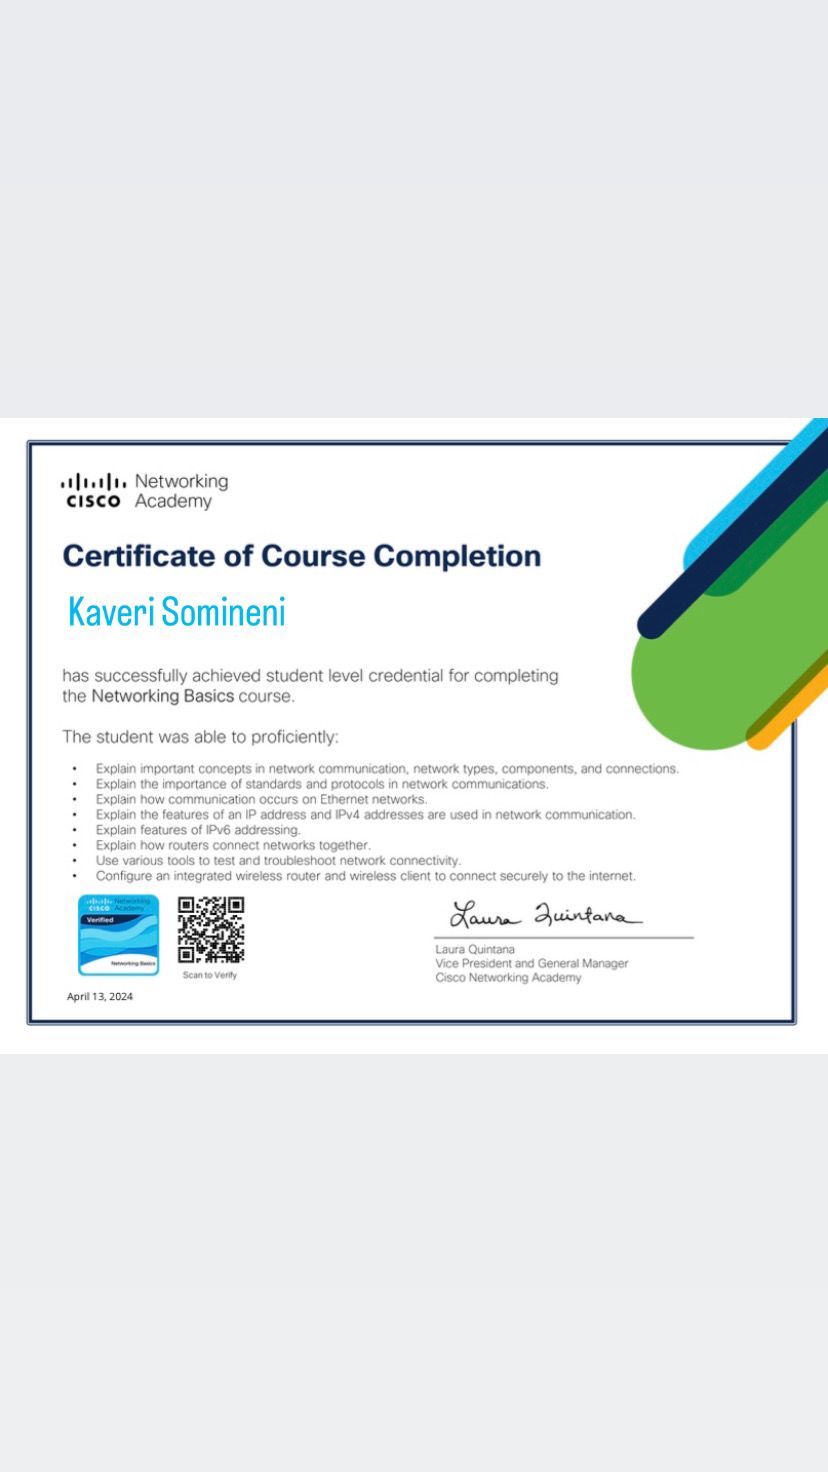 Networking
CISCO Academy
Certificate of Course Completion
Kaveri Somineni
has successfully achieved student level credential for completing
the Networking Basics course.
The student was able to proficiently:
• Explain important concepts in network communication, network types, components, and connections.
• Explain the importance of standards and protocols in network communications.
• Explain how communication occurs on Ethernet networks.
• Explain the features of an IP address and IPv4 addresses are used in network communication.
• Explain features of IPv6 addressing.
• Explain how routers connect networks together.
• Use various tools to test and troubleshoot network connectivity.
• Configure an integrated wireless router and wireless client to connect securely to the internet.
Networking
CISCO Academy
Verified
Networking Basics
Scan to Verify
April 13, 2024
Laura Quintana
Laura Quintana
Vice President and General Manager
Cisco Networking Academy